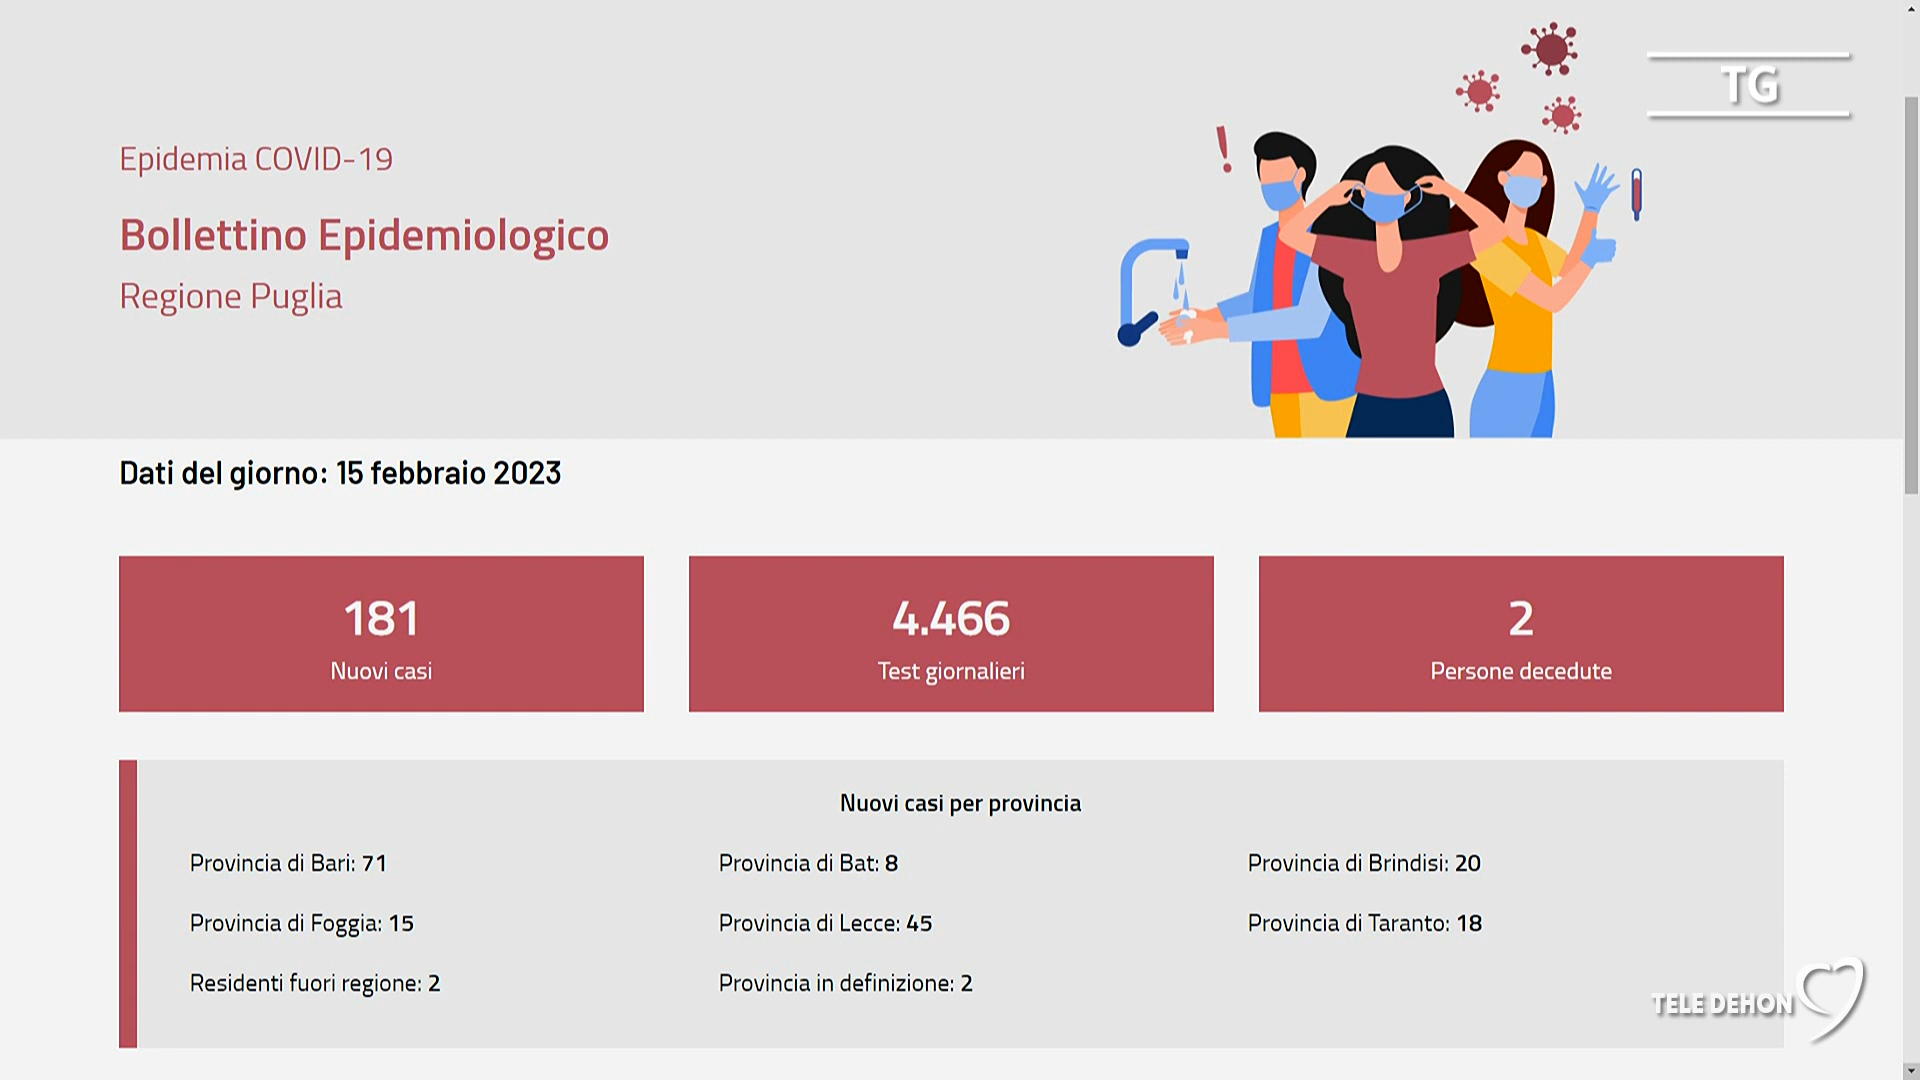 TG
Epidemia COVID-19
Bollettino Epidemiologico
Regione Puglia
Dati del giorno: 15 febbraio 2023
181
Nuovi casi
4.466
Test giornalieri
2
Persone decedute
Nuovi casi per provincia
Provincia di Bari: 71
Provincia di Bat: 8
Provincia di Brindisi: 20
Provincia di Foggia: 15
Provincia di Lecce: 45
Provincia di Taranto: 18
Residenti fuori regione: 2
Provincia in definizione: 2
TELE DEHON